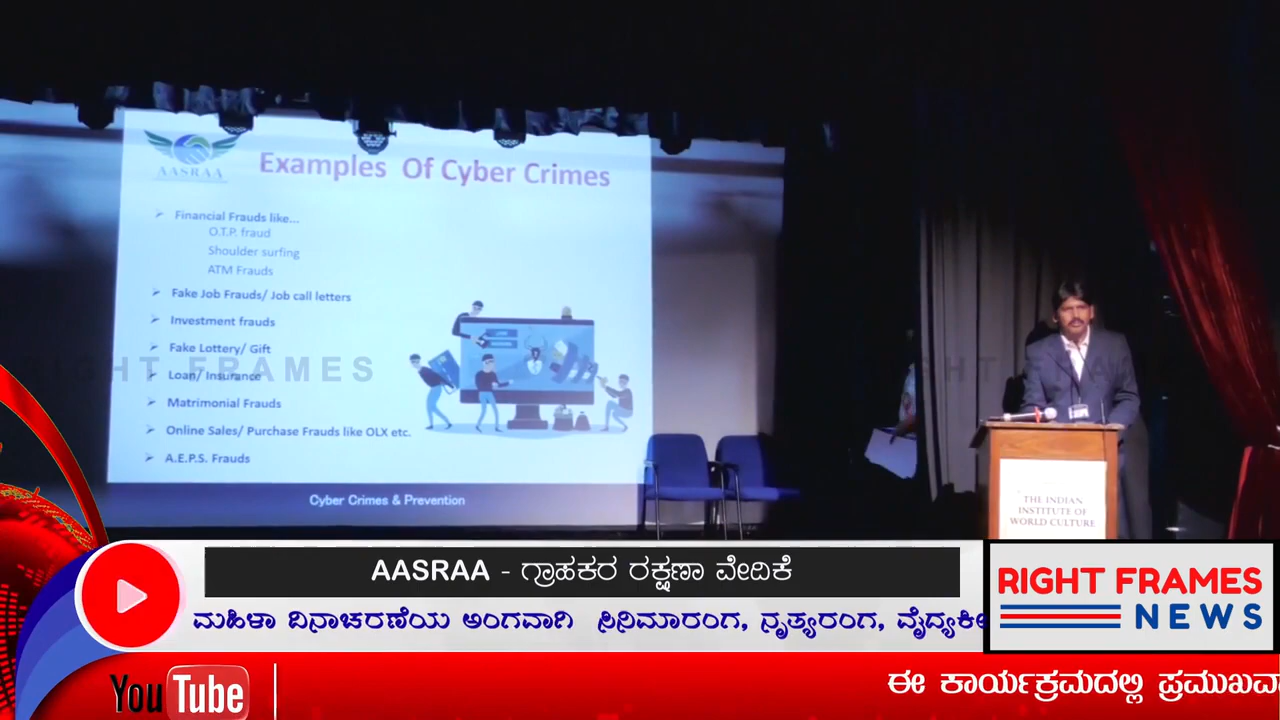 AASRAA
Examples Of Cyber Crimes
Financial Frauds like...
O.T.P. fraud
Shoulder surfing
ATM Frauds
Fake Job Frauds/ Job call letters
Investment frauds
Fake Lottery/ Gift
Loan/ Insurance
Matrimonial Frauds
Online Sales/ Purchase Frauds like OLX etc.
A.E.P.S. Frauds
Cyber Crimes & Prevention
RIGHT FRAMES
THE INDIAN
INSTITUTE OF
WORLD CULTURE
AASRAA - ಗ್ರಾಹಕರ ರಕ್ಷಣಾ ವೇದಿಕೆ
ಮಹಿಳಾ ದಿನಾಚರಣೆಯ ಅಂಗವಾಗಿ ಸಿನಿಮಾರಂಗ, ನೃತ್ಯರಂಗ,
RIGHT FRAMES
NEWS
YouTube
ಈ ಕಾರ್ಯಕ್ರಮದಲ್ಲಿ